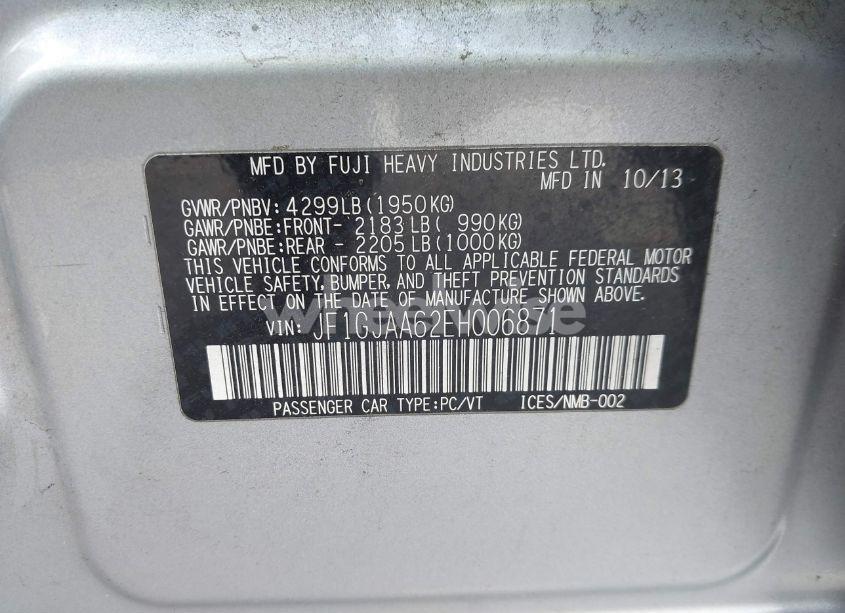 MFD BY FUJI HEAVY INDUSTRIES LTD.
MFD IN 10/13
GVWR/PNBV: 4299LB(1950KG)
GAWR/PNBE:FRONT- 2183LB( 990KG)
GAWR/PNBE:REAR - 2205LB(1000KG)
THIS VEHICLE CONFORMS TO ALL APPLICABLE FEDERAL MOTOR
VEHICLE SAFETY, BUMPER, AND THEFT PREVENTION STANDARDS
IN EFFECT ON THE DATE OF MANUFACTURE SHOWN ABOVE.
VIN: JF1GJAA62EH006871
PASSENGER CAR TYPE:PC/VT ICES/NMB-002